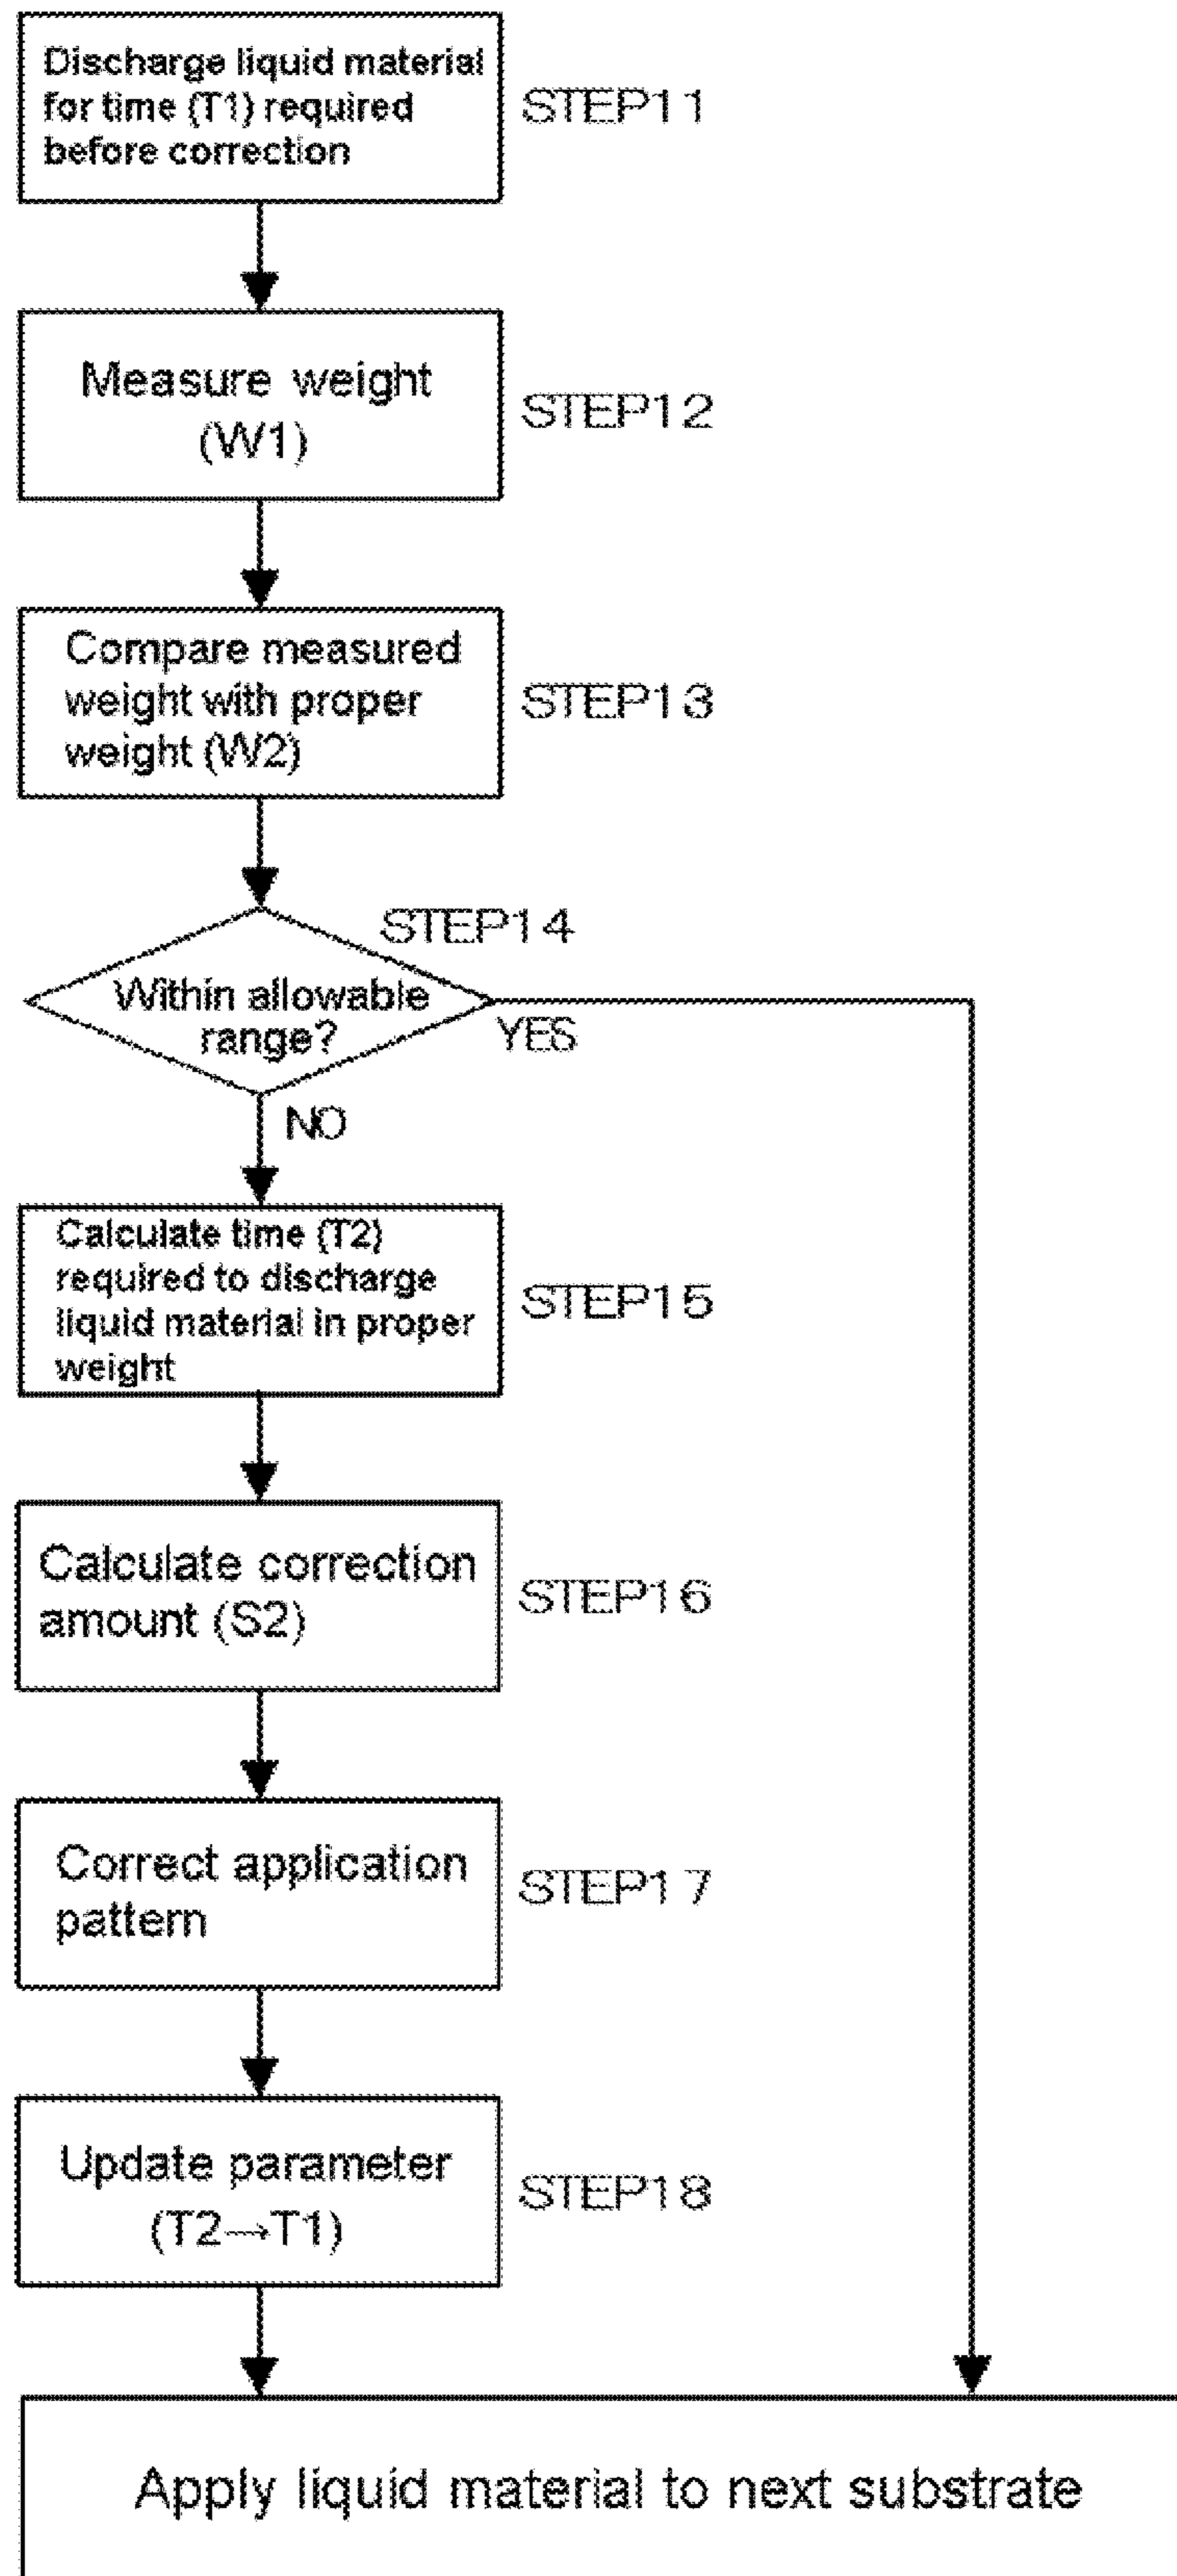 Discharge liquid material
for time (T1) required
before correction
STEP11
Measure weight
(W1)
STEP12
Compare measured
weight with proper
weight (W2)
STEP13
STEP14
Within allowable
range?
YES
NO
Calculate time (T2)
required to discharge
liquid material in proper
weight
STEP15
Calculate correction
amount (S2)
STEP16
Correct application
pattern
STEP17
Update parameter
(T2→T1)
STEP18
Apply liquid material to next substrate